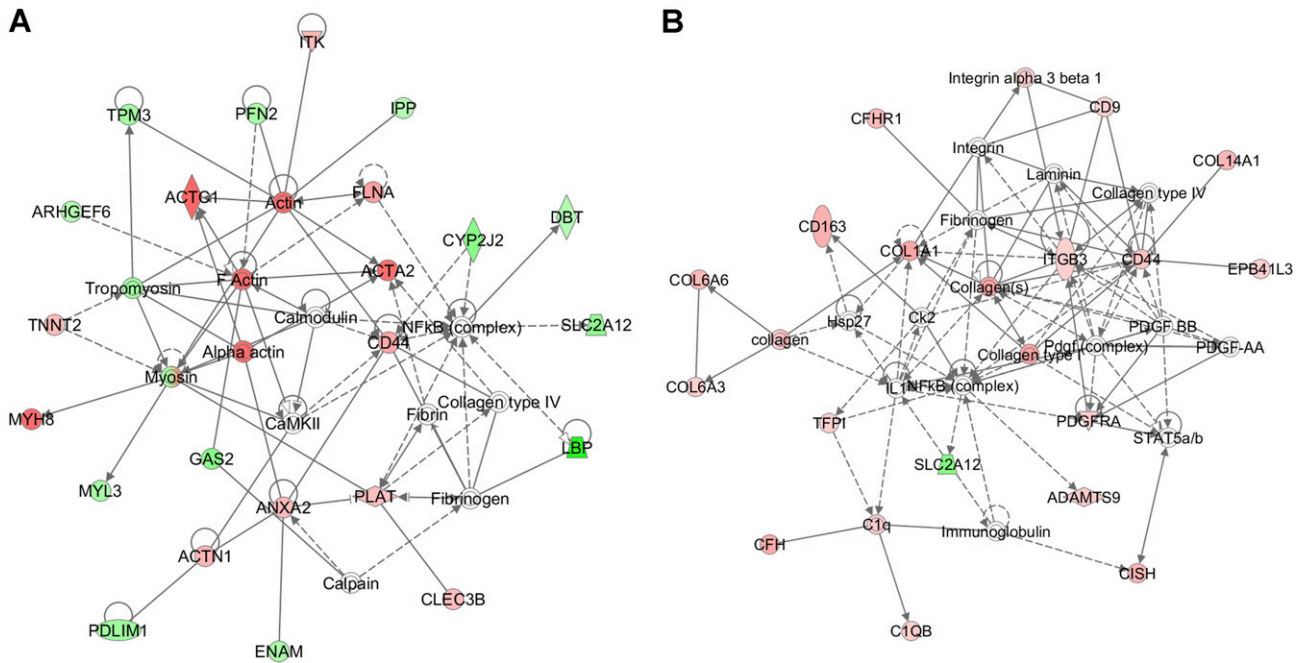 A
ITK
TPM3
PFN2
IPP
ACTC1
Actin
FLNA
ARHGEF6
DBT
CYP2J2
F Actin
ACTA2
Tropomyosin
TNNT2
Calmodulin
NFkB (complex)
SLC2A12
CD44
Alpha actin
Myosin
MYH8
CaMKII
Fibrin
Collagen type IV
LBP
GAS2
MYL3
ANXA2
PLAT
Fibrinogen
ACTN1
Calpain
CLEC3B
PDLIM1
ENAM
B
Integrin alpha 3 beta 1
CD9
CFHR1
Integrin
COL14A1
Laminin
Collagen type IV
Fibrinogen
CD163
COL1A1
ITGB3
CD44
EPB41L3
COL6A6
Collagen(s)
Hsp27
Ck2
PDGF BB
collagen
Collagen type I
Pdgf (complex)
PDGF-AA
COL6A3
IL1
NFkB (complex)
TFPI
PDGFRA
STAT5a/b
SLC2A12
ADAMTS9
C1q
Immunoglobulin
CFH
CISH
C1QB